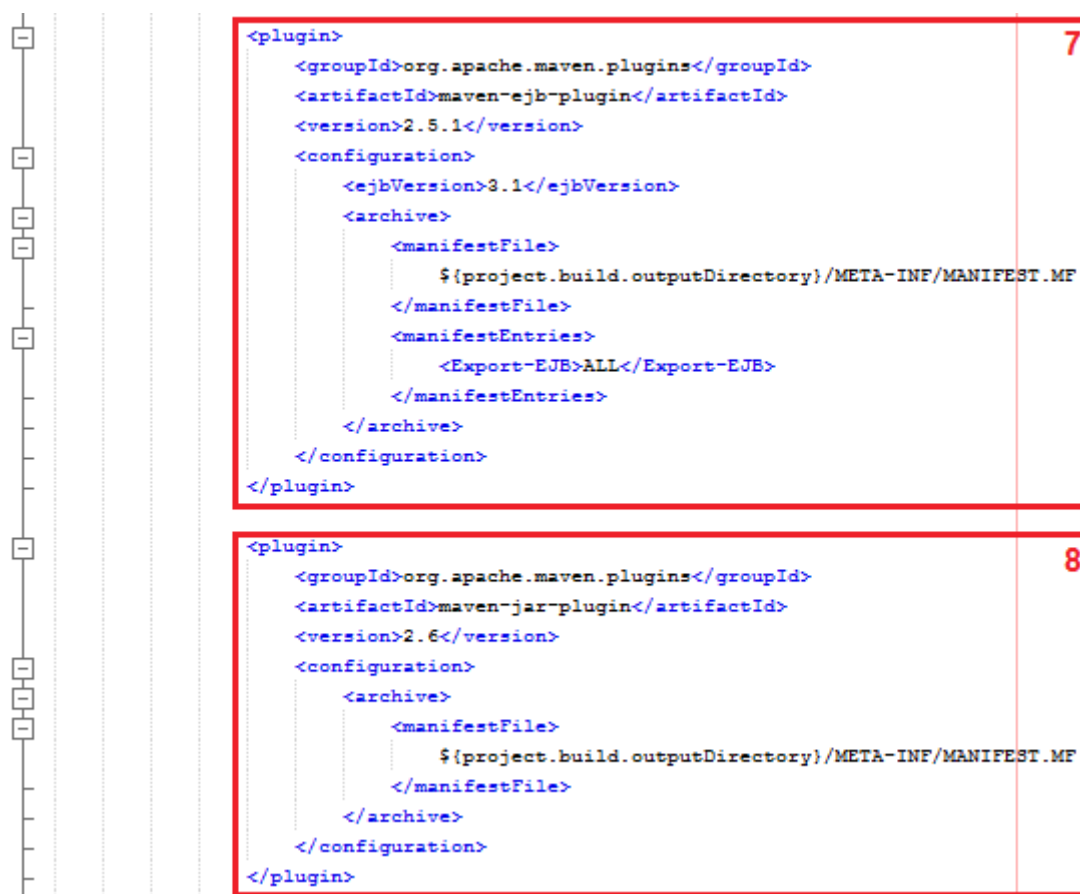 <plugin> 7
<groupId>org.apache.maven.plugins</groupId>
<artifactId>maven-ejb-plugin</artifactId>
<version>2.5.1</version>
<configuration>
<ejbVersion>3.1</ejbVersion>
<archive>
<manifestFile>
${project.build.outputDirectory}/META-INF/MANIFEST.MF
</manifestFile>
<manifestEntries>
<Export-EJB>ALL</Export-EJB>
</manifestEntries>
</archive>
</configuration>
</plugin>
<plugin> 8
<groupId>org.apache.maven.plugins</groupId>
<artifactId>maven-jar-plugin</artifactId>
<version>2.6</version>
<configuration>
<archive>
<manifestFile>
${project.build.outputDirectory}/META-INF/MANIFEST.MF
</manifestFile>
</archive>
</configuration>
</plugin>